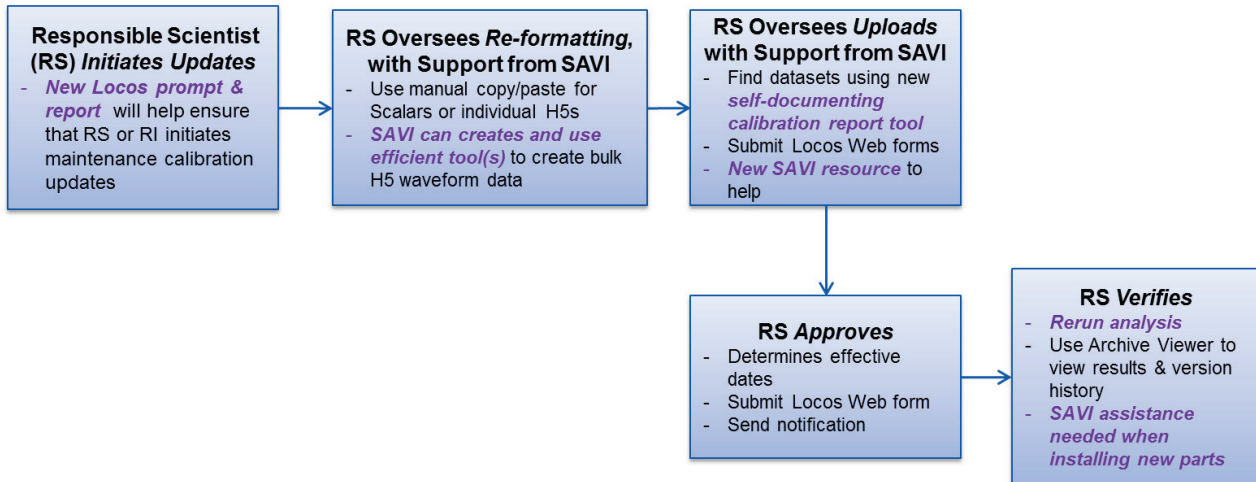 Responsible Scientist
(RS) Initiates Updates
- New Locos prompt &
report will help ensure
that RS or RI initiates
maintenance calibration
updates
RS Oversees Re-formatting,
with Support from SAVI
- Use manual copy/paste for
Scalars or individual H5s
- SAVI can creates and use
efficient tool(s) to create bulk
H5 waveform data
RS Oversees Uploads
with Support from SAVI
- Find datasets using new
self-documenting
calibration report tool
- Submit Locos Web forms
- New SAVI resource to
help
RS Approves
- Determines effective
dates
- Submit Locos Web form
- Send notification
RS Verifies
- Rerun analysis
- Use Archive Viewer to
view results & version
history
- SAVI assistance
needed when
installing new parts